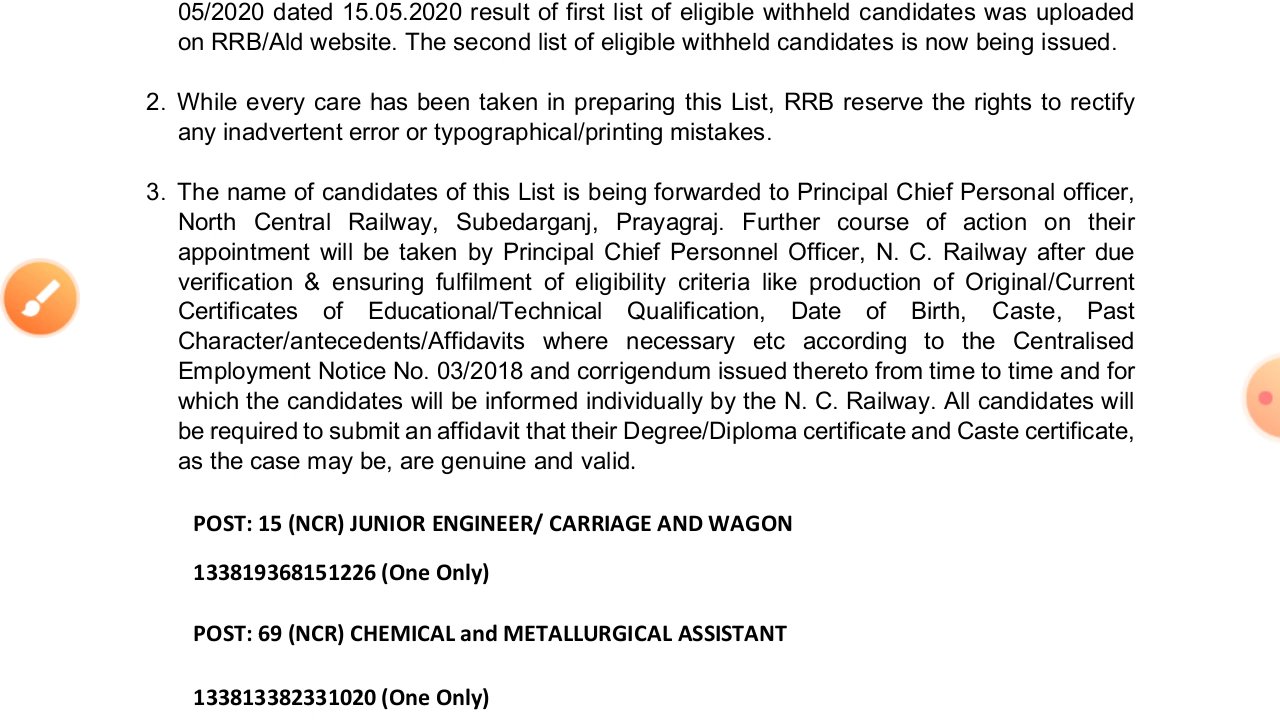 05/2020 dated 15.05.2020 result of first list of eligible withheld candidates was uploaded
on RRB/Ald website. The second list of eligible withheld candidates is now being issued.
2. While every care has been taken in preparing this List, RRB reserve the rights to rectify
any inadvertent error or typographical/printing mistakes.
3. The name of candidates of this List is being forwarded to Principal Chief Personal officer,
North Central Railway, Subedarganj, Prayagraj. Further course of action on their
appointment will be taken by Principal Chief Personnel Officer, N. C. Railway after due
verification & ensuring fulfilment of eligibility criteria like production of Original/Current
Certificates of Educational/Technical Qualification, Date of Birth, Caste, Past
Character/antecedents/Affidavits where necessary etc according to the Centralised
Employment Notice No. 03/2018 and corrigendum issued thereto from time to time and for
which the candidates will be informed individually by the N. C. Railway. All candidates will
be required to submit an affidavit that their Degree/Diploma certificate and Caste certificate,
as the case may be, are genuine and valid.
POST: 15 (NCR) JUNIOR ENGINEER/ CARRIAGE AND WAGON
133819368151226 (One Only)
POST: 69 (NCR) CHEMICAL and METALLURGICAL ASSISTANT
133813382331020 (One Only)